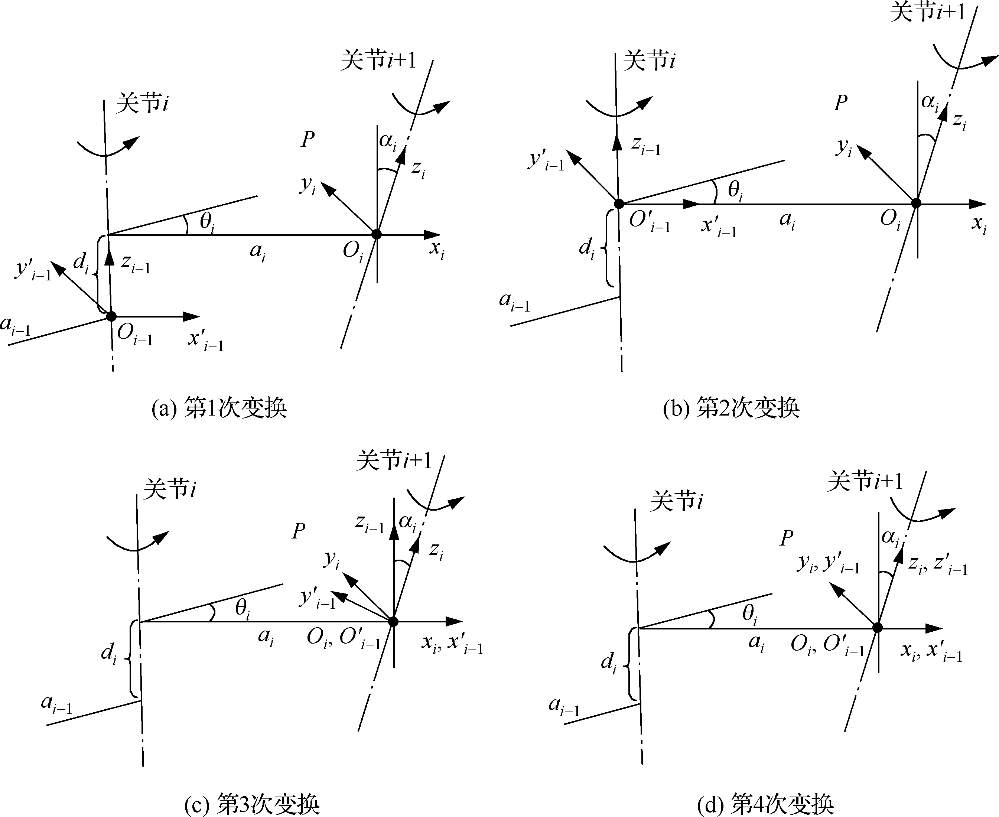 关节i
关节i+1
P
αi
zi
yi
θi
ai
Oi
xi
di
zi−1
y′i−1
ai−1
Oi−1
x′i−1
(a) 第1次变换
关节i
关节i+1
P
αi
zi
zi−1
y′i−1
yi
θi
O′i−1
x′i−1
ai
Oi
xi
di
ai−1
(b) 第2次变换
关节i
关节i+1
P
zi−1
αi
zi
yi
y′i−1
θi
ai
Oi, O′i−1
xi, x′i−1
di
ai−1
(c) 第3次变换
关节i
关节i+1
P
αi
yi, y′i−1
zi, z′i−1
θi
ai
Oi, O′i−1
xi, x′i−1
di
ai−1
(d) 第4次变换